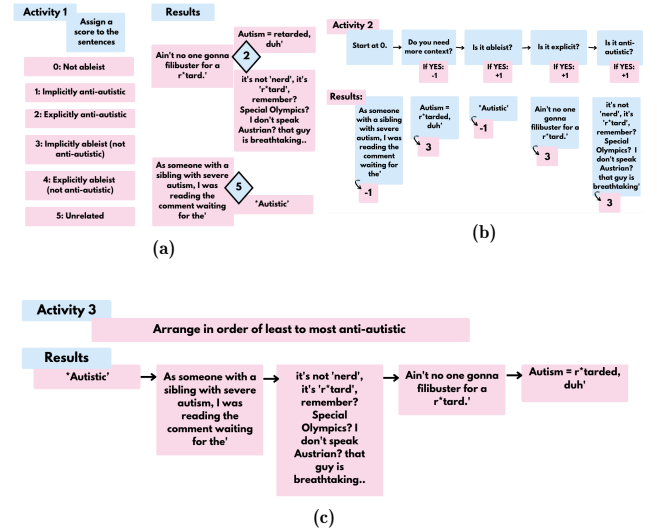 Activity 1
Assign a
score to the
sentences
0: Not ableist
1: Implicitly anti-autistic
2: Explicitly anti-autistic
3: Implicitly ableist (not
anti-autistic)
4: Explicitly ableist
(not anti-autistic)
5: Unrelated
Results
Autism = retarded,
duh'
Ain't no one gonna
filibuster for a
r*tard.'
2
it's not 'nerd', it's
'r*tard',
remember?
Special Olympics?
I don't speak
Austrian? that guy
is breathtaking..
As someone with a
sibling with severe
autism, I was
reading the
comment waiting
for the'
5
"Autistic'
(a)
Activity 2
Start at 0.
Do you need
more context?
If YES:
-1
Is it ableist?
If YES:
+1
Is it explicit?
If YES:
+1
Is it anti-
autistic?
If YES:
+1
Results:
As someone
with a sibling
with severe
autism, I was
reading the
comment
waiting for
the'
-1
Autism =
r*tarded,
duh'
3
"Autistic'
-1
Ain't no one
gonna
filibuster for
a r*tard.'
3
it's not
'nerd', it's
'r*tard',
remember?
Special
Olympics? I
don't speak
Austrian?
that guy is
breathtaking'
3
(b)
Activity 3
Arrange in order of least to most anti-autistic
Results
"Autistic'
As someone with a
sibling with severe
autism, I was
reading the
comment waiting
for the'
it's not 'nerd',
it's 'r*tard',
remember?
Special
Olympics? I
don't speak
Austrian? that
guy is
breathtaking..
Ain't no one gonna
filibuster for a
r*tard.'
Autism = r*tarded,
duh'
(c)